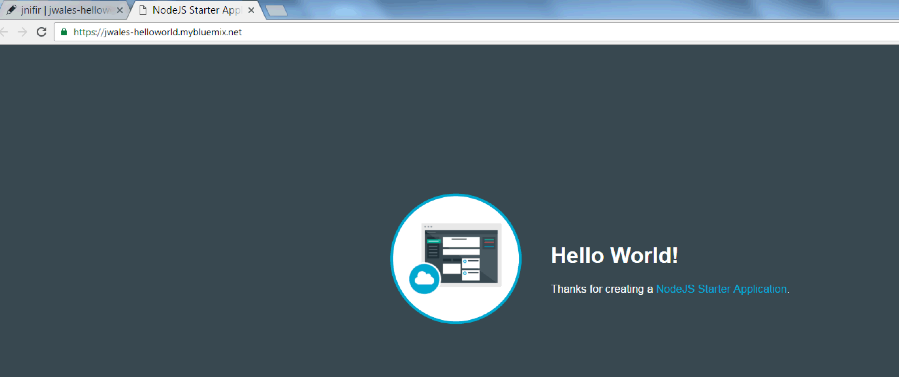 jnifir | jwales-hellow
NodeJS Starter App
https://jwales-helloworld.mybluemix.net
Hello World!
Thanks for creating a NodeJS Starter Application.